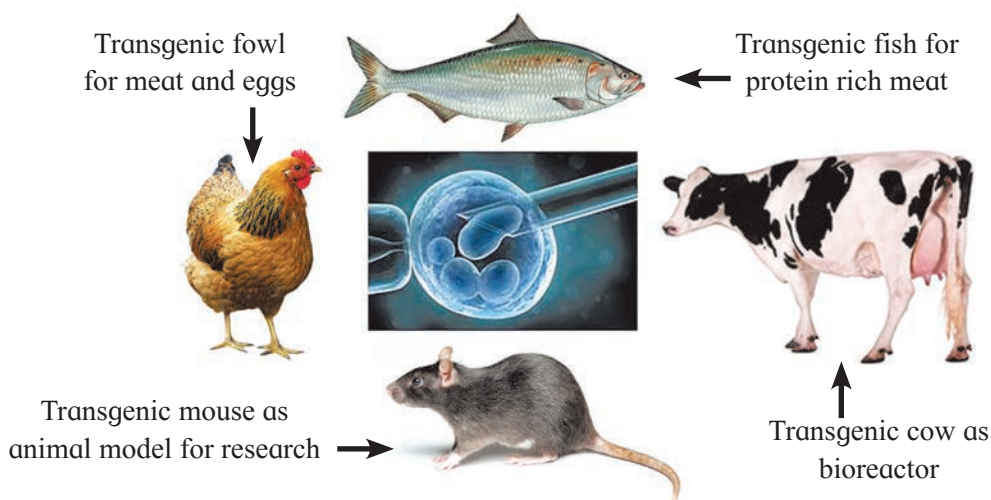 Transgenic fowl
for meat and eggs
Transgenic fish for
protein rich meat
Transgenic mouse as
animal model for research
Transgenic cow as
bioreactor